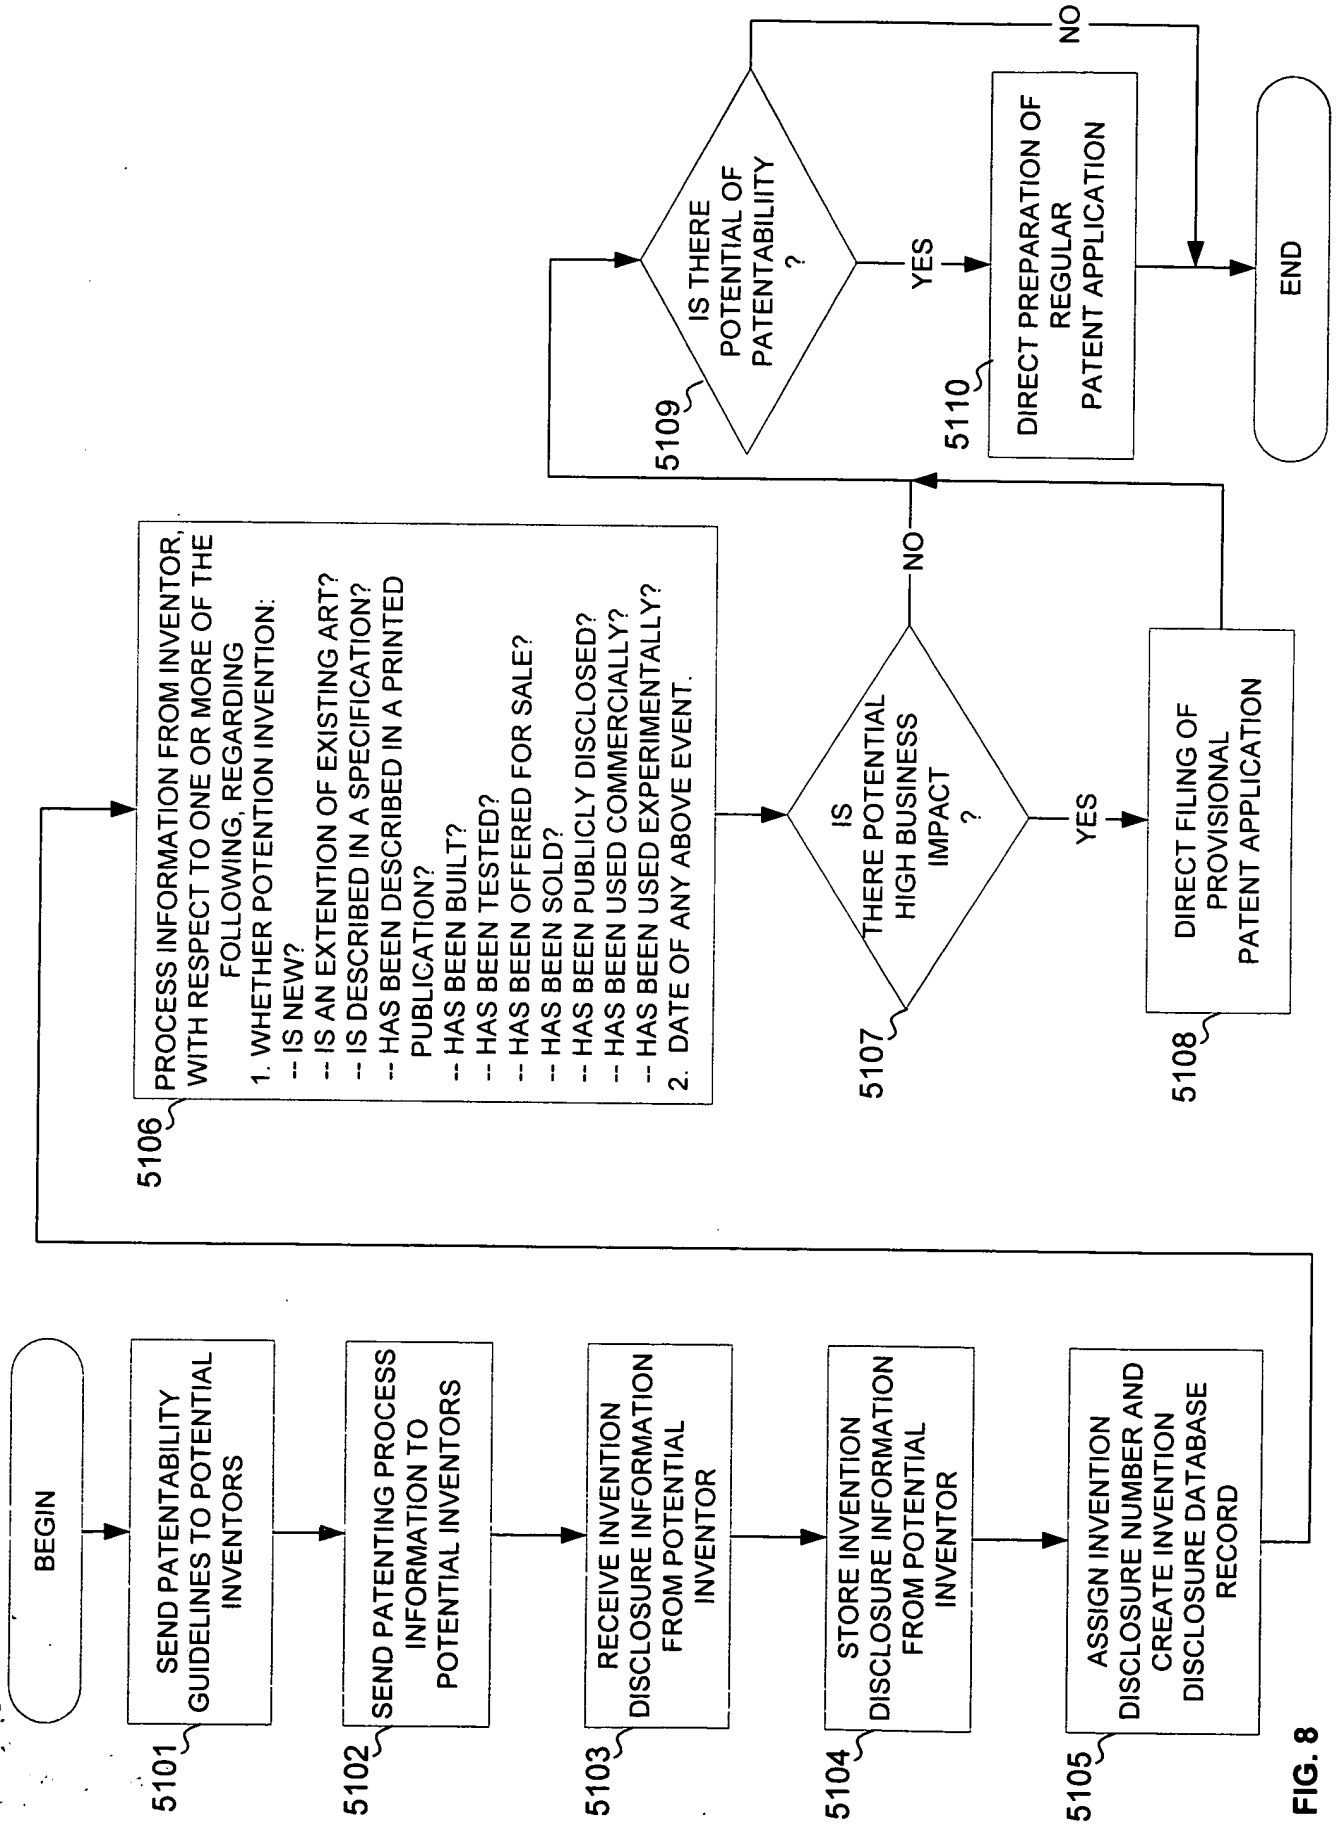 BEGIN
5101
SEND PATENTABILITY
GUIDELINES TO POTENTIAL
INVENTORS
5102
SEND PATENTING PROCESS
INFORMATION TO
POTENTIAL INVENTORS
5103
RECEIVE INVENTION
DISCLOSURE INFORMATION
FROM POTENTIAL
INVENTOR
5104
STORE INVENTION
DISCLOSURE INFORMATION
FROM POTENTIAL
INVENTOR
5105
ASSIGN INVENTION
DISCLOSURE NUMBER AND
CREATE INVENTION
DISCLOSURE DATABASE
RECORD
5106
PROCESS INFORMATION FROM INVENTOR,
WITH RESPECT TO ONE OR MORE OF THE
FOLLOWING, REGARDING
1. WHETHER POTENTION INVENTION:
-- IS NEW?
-- IS AN EXTENTION OF EXISTING ART?
-- IS DESCRIBED IN A SPECIFICATION?
-- HAS BEEN DESCRIBED IN A PRINTED
PUBLICATION?
-- HAS BEEN BUILT?
-- HAS BEEN TESTED?
-- HAS BEEN OFFERED FOR SALE?
-- HAS BEEN SOLD?
-- HAS BEEN PUBLICLY DISCLOSED?
-- HAS BEEN USED COMMERCIALLY?
-- HAS BEEN USED EXPERIMENTALLY?
2. DATE OF ANY ABOVE EVENT.
5107
IS
THERE POTENTIAL
HIGH BUSINESS
IMPACT
?
NO
YES
5108
DIRECT FILING OF
PROVISIONAL
PATENT APPLICATION
5109
IS THERE
POTENTIAL OF
PATENTABILIITY
?
NO
YES
5110
DIRECT PREPARATION OF
REGULAR
PATENT APPLICATION
END
FIG. 8